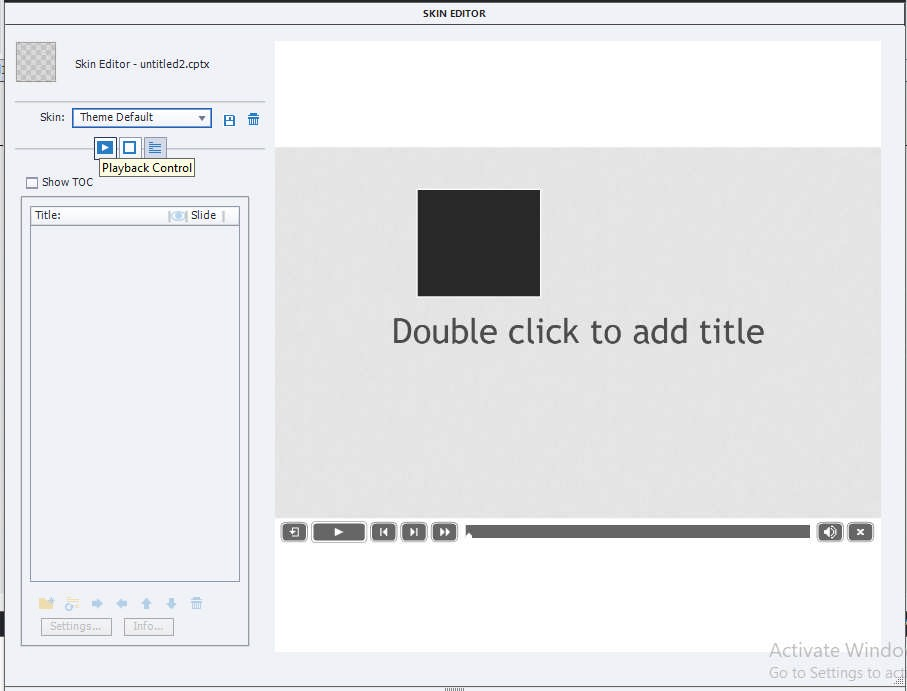 SKIN EDITOR
Skin Editor - untitled2.cptx
Skin: Theme Default
Playback Control
Show TOC
Title: Slide
Double click to add title
Settings... Info...
Activate Windo
Go to Settings to act